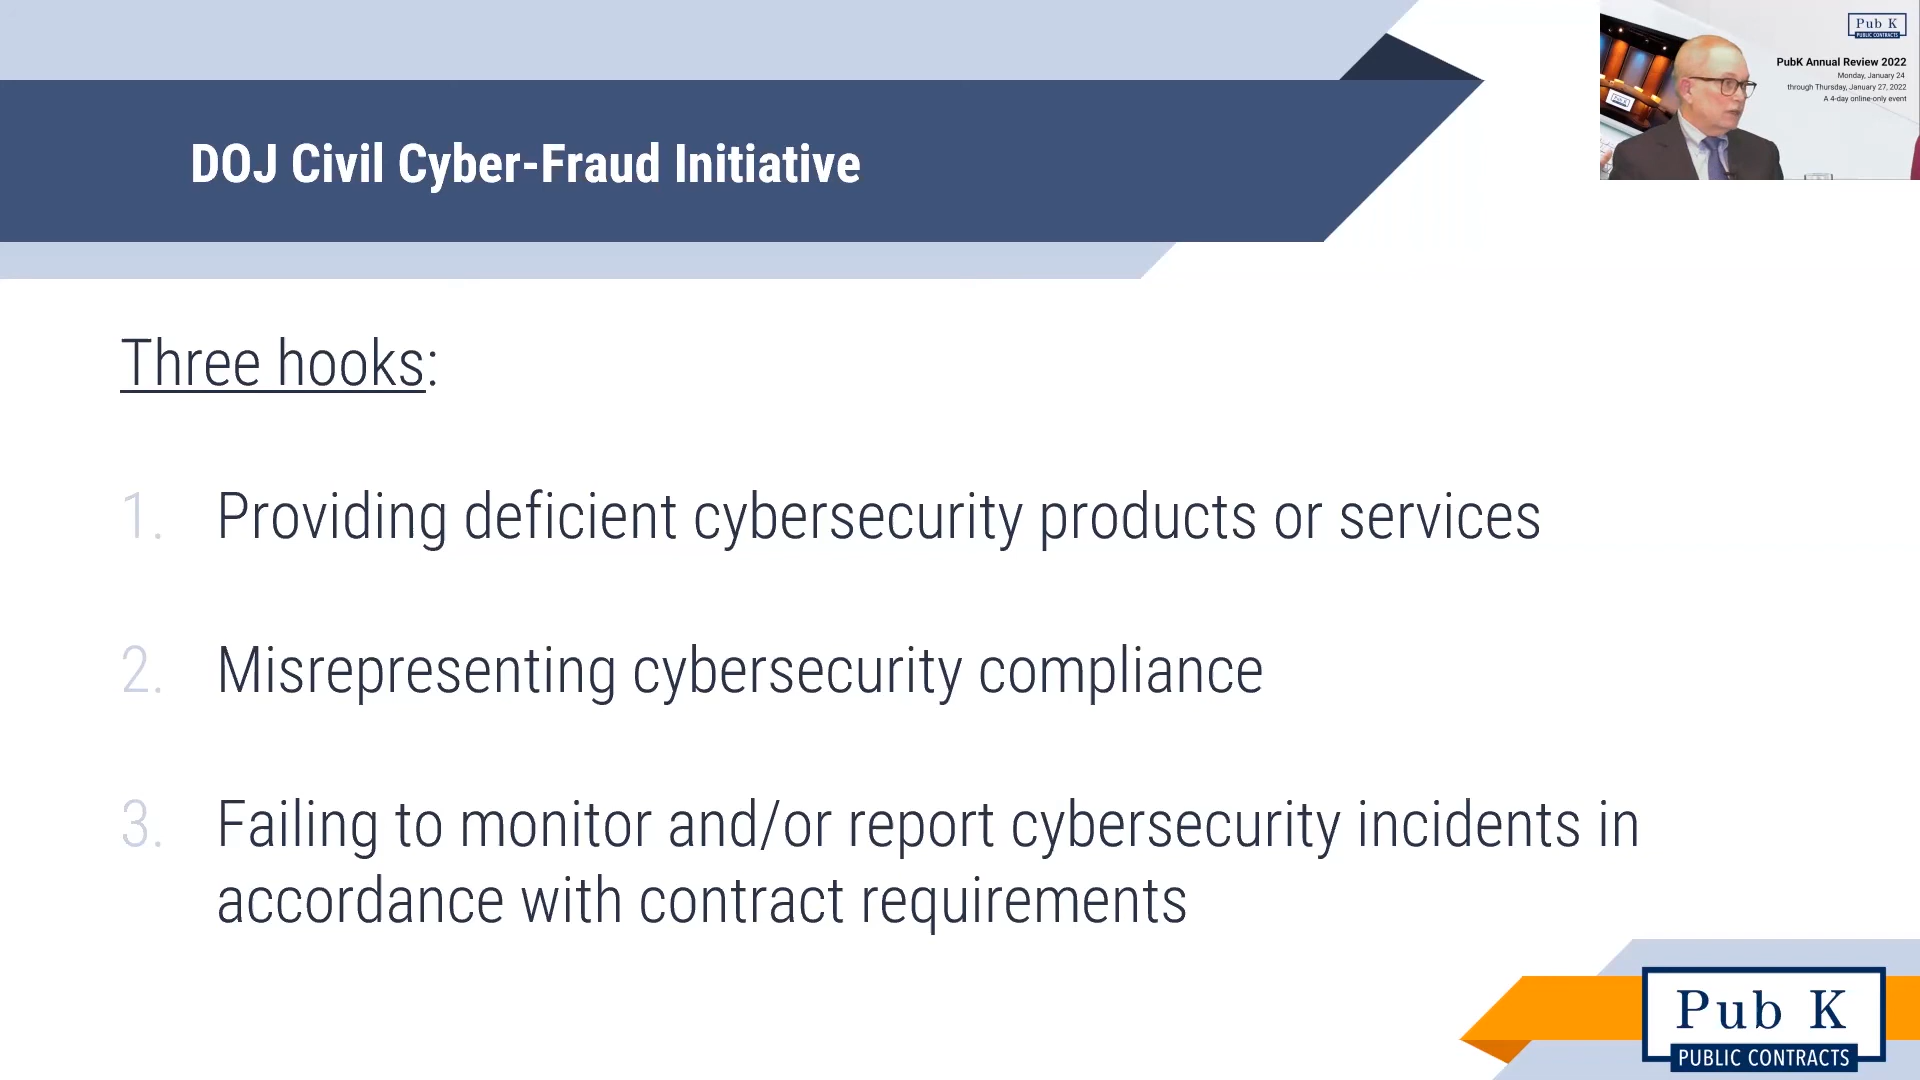 DOJ Civil Cyber-Fraud Initiative
Pub K
PUBLIC CONTRACTS
PubK Annual Review 2022
Monday, January 24
through Thursday, January 27, 2022
A 4-day online-only event
Three hooks:
1. Providing deficient cybersecurity products or services
2. Misrepresenting cybersecurity compliance
3. Failing to monitor and/or report cybersecurity incidents in
accordance with contract requirements
Pub K
PUBLIC CONTRACTS